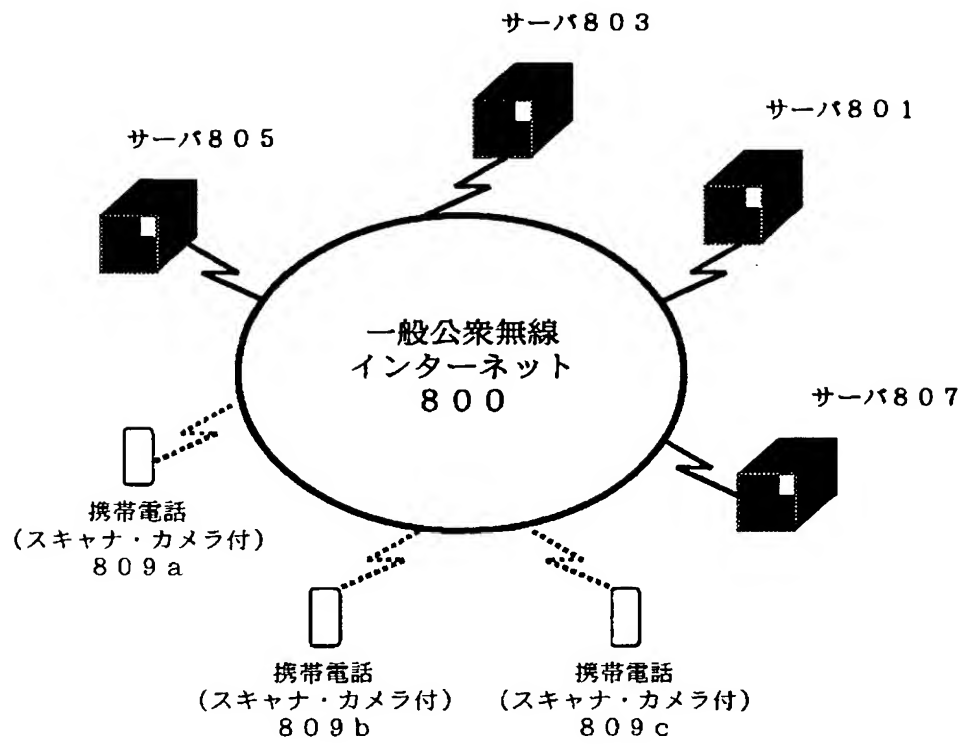 サーバ８０３
サーバ８０１
サーバ８０５
一般公衆無線
インターネット
８００
サーバ８０７
携帯電話
(スキャナ・カメラ付)
８０９ａ
携帯電話
(スキャナ・カメラ付)
８０９ｂ
携帯電話
(スキャナ・カメラ付)
８０９ｃ